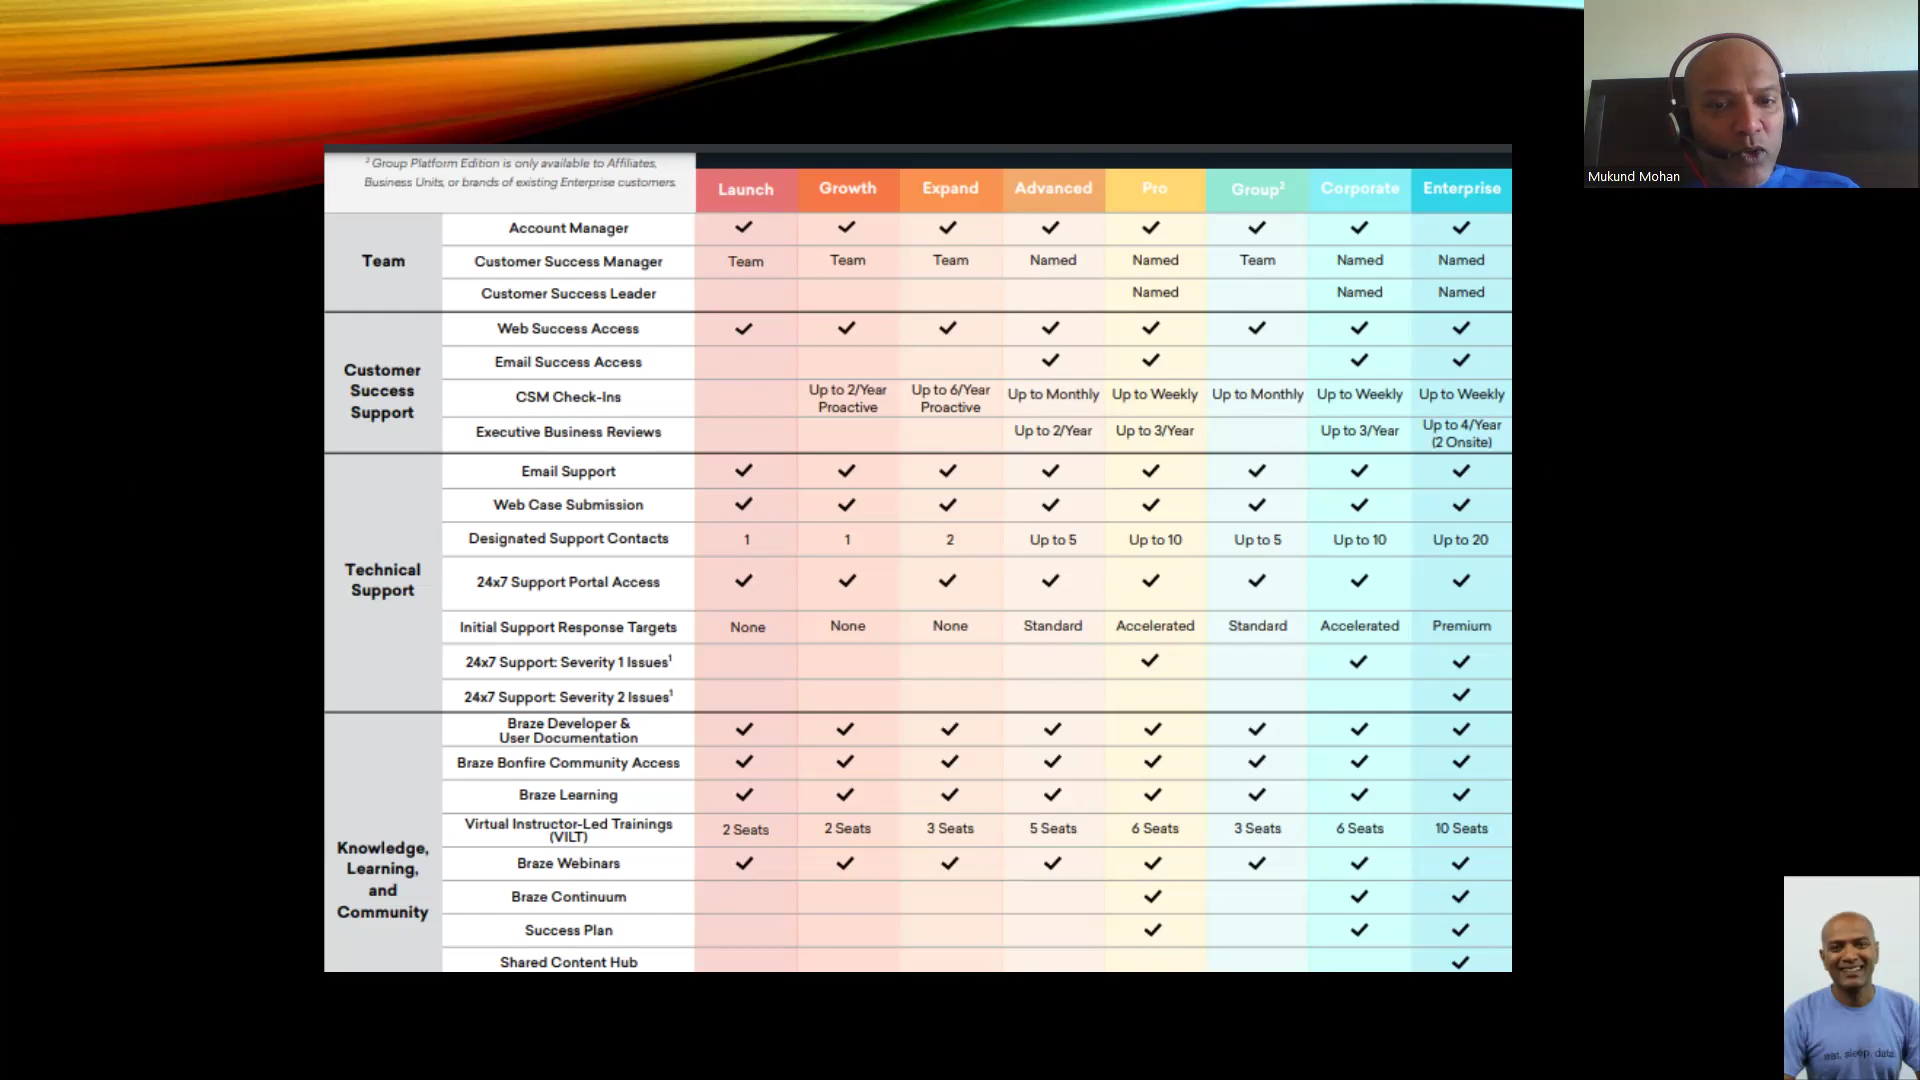 ² Group Platform Edition is only available to Affiliates,
Business Units, or brands of existing Enterprise customers.
Launch Growth Expand Advanced Pro Group² Corporate Enterprise
Team
Account Manager ✓ ✓ ✓ ✓ ✓ ✓ ✓ ✓
Customer Success Manager Team Team Team Named Named Team Named Named
Customer Success Leader Named Named Named
Customer
Success
Support
Web Success Access ✓ ✓ ✓ ✓ ✓ ✓ ✓ ✓
Email Success Access ✓ ✓ ✓ ✓
CSM Check-Ins Up to 2/Year Proactive Up to 6/Year Proactive Up to Monthly Up to Weekly Up to Monthly Up to Weekly Up to Weekly
Executive Business Reviews Up to 2/Year Up to 3/Year Up to 3/Year Up to 4/Year (2 Onsite)
Technical
Support
Email Support ✓ ✓ ✓ ✓ ✓ ✓ ✓ ✓
Web Case Submission ✓ ✓ ✓ ✓ ✓ ✓ ✓ ✓
Designated Support Contacts 1 1 2 Up to 5 Up to 10 Up to 5 Up to 10 Up to 20
24x7 Support Portal Access ✓ ✓ ✓ ✓ ✓ ✓ ✓ ✓
Initial Support Response Targets None None None Standard Accelerated Standard Accelerated Premium
24x7 Support: Severity 1 Issues¹ ✓ ✓ ✓
24x7 Support: Severity 2 Issues¹ ✓
Knowledge,
Learning,
and
Community
Braze Developer &
User Documentation ✓ ✓ ✓ ✓ ✓ ✓ ✓ ✓
Braze Bonfire Community Access ✓ ✓ ✓ ✓ ✓ ✓ ✓ ✓
Braze Learning ✓ ✓ ✓ ✓ ✓ ✓ ✓ ✓
Virtual Instructor-Led Trainings
(VILT) 2 Seats 2 Seats 3 Seats 5 Seats 6 Seats 3 Seats 6 Seats 10 Seats
Braze Webinars ✓ ✓ ✓ ✓ ✓ ✓ ✓ ✓
Braze Continuum ✓ ✓ ✓
Success Plan ✓ ✓ ✓
Shared Content Hub ✓
Mukund Mohan
eat. sleep. data.